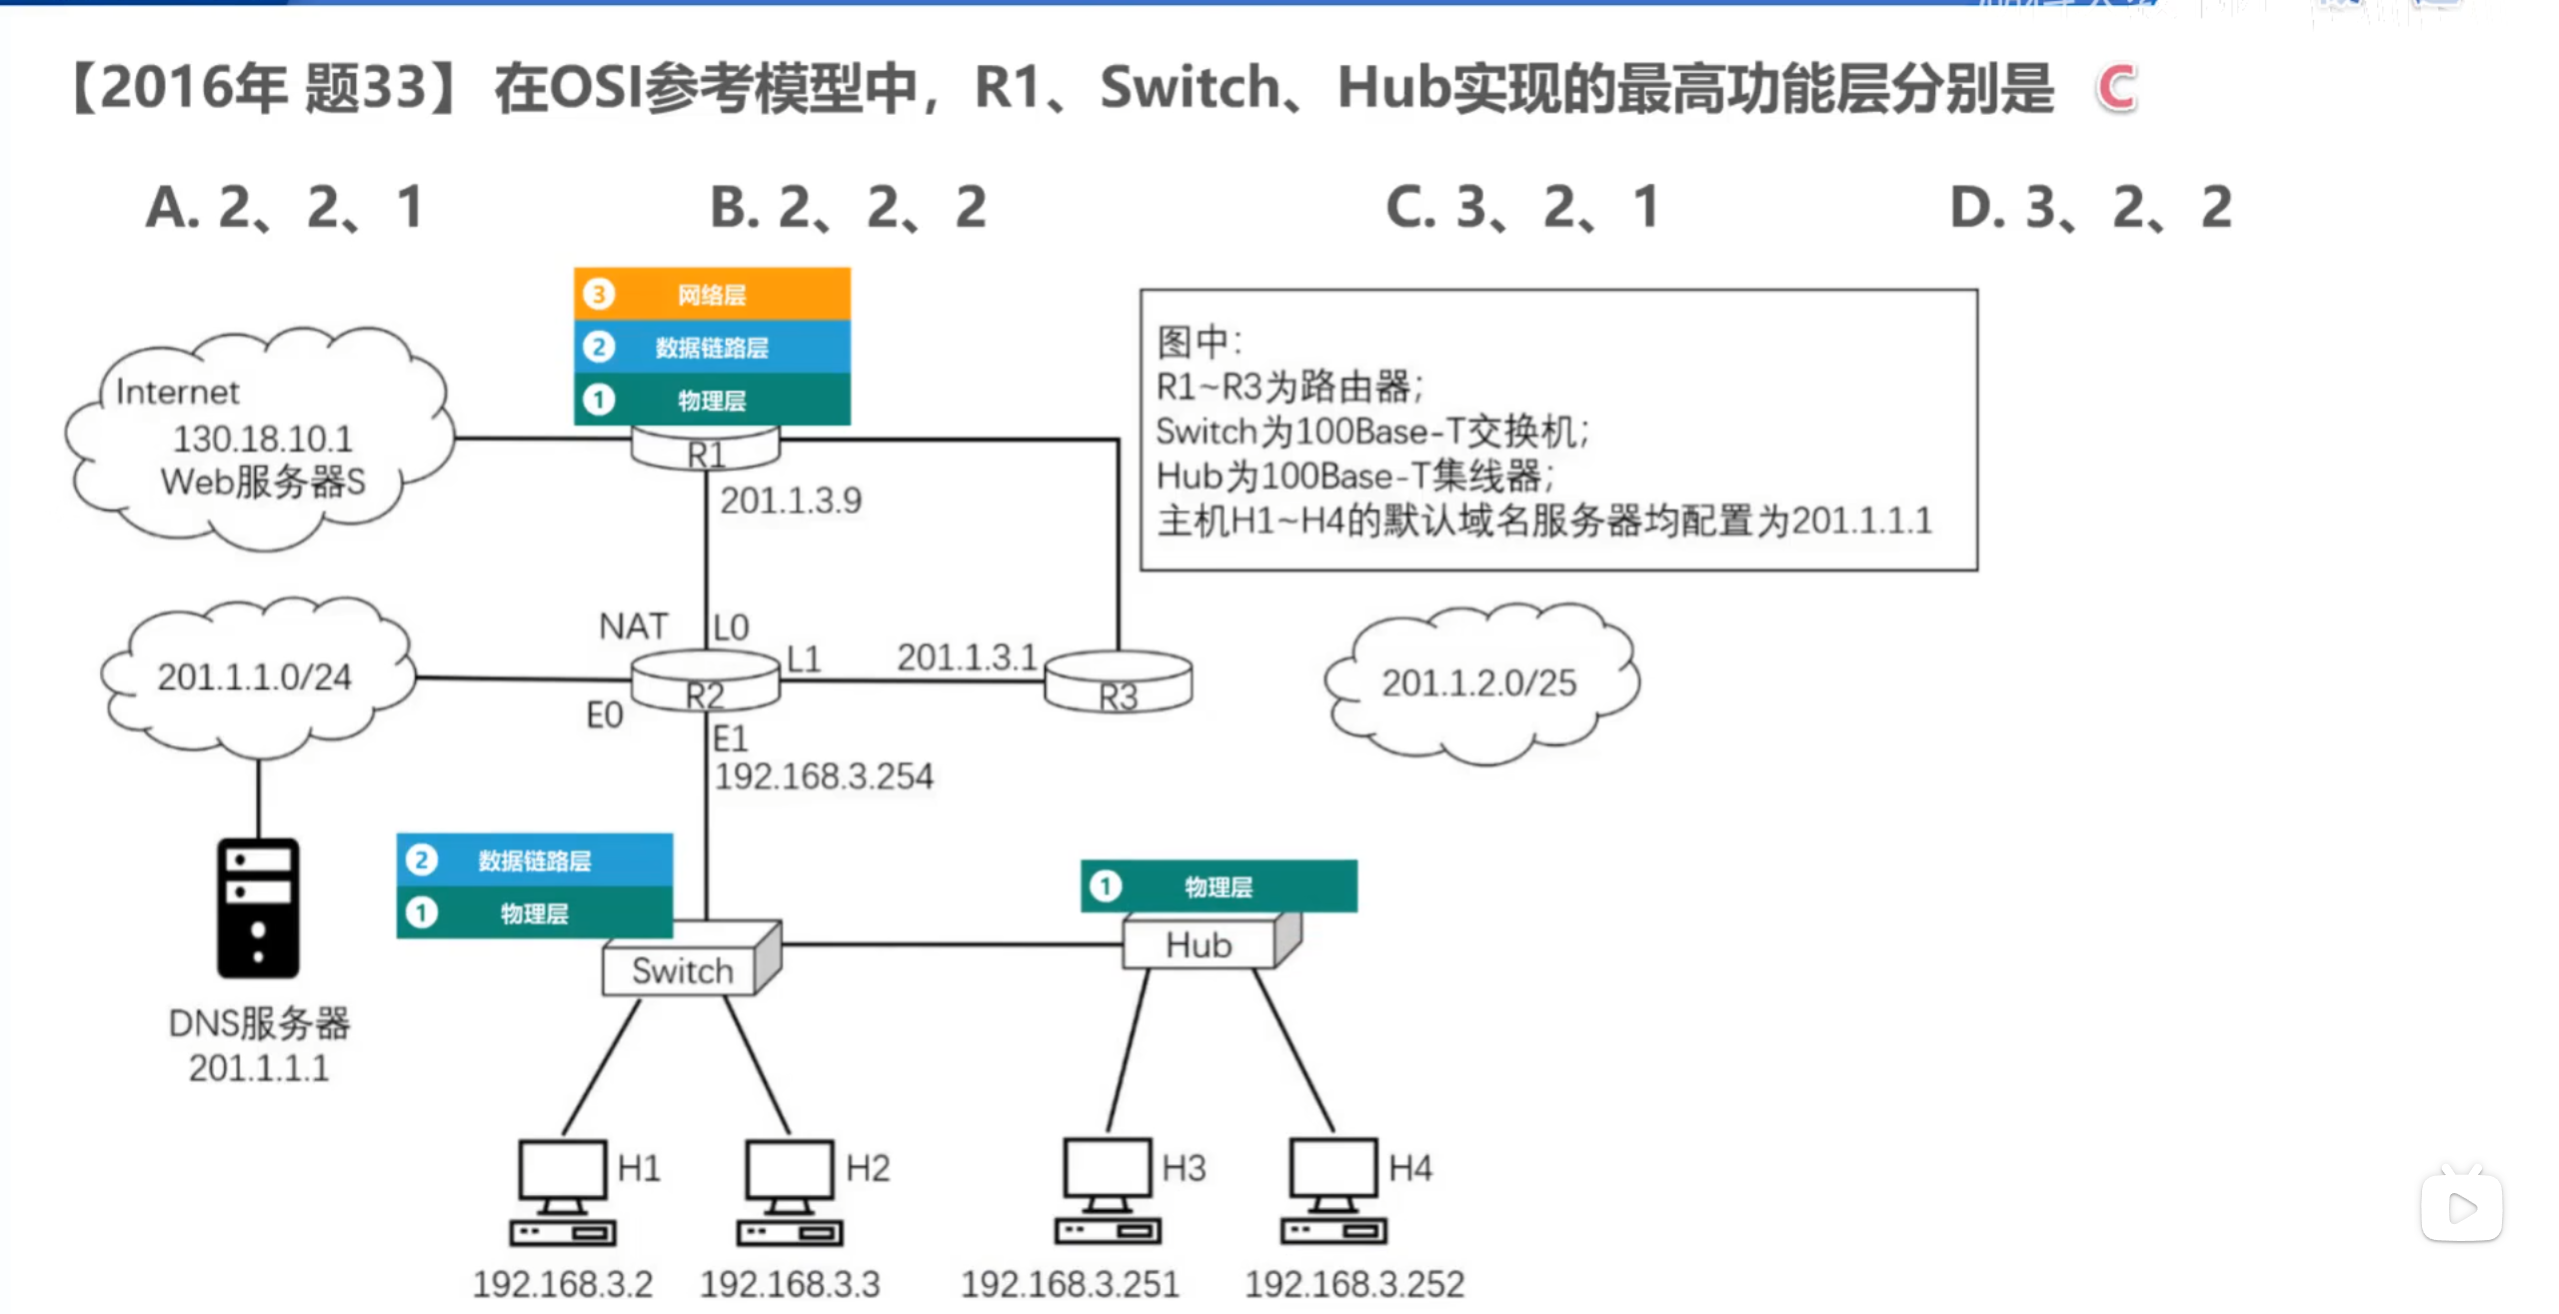 【2016年 题33】在OSI参考模型中，R1、Switch、Hub实现的最高功能层分别是 C
A. 2、2、1
B. 2、2、2
C. 3、2、1
D. 3、2、2
③ 网络层
② 数据链路层
① 物理层
R1
201.1.3.9
Internet
130.18.10.1
Web服务器S
图中：
R1~R3为路由器；
Switch为100Base-T交换机；
Hub为100Base-T集线器；
主机H1~H4的默认域名服务器均配置为201.1.1.1
NAT
L0
L1
201.1.3.1
201.1.1.0/24
R2
R3
201.1.2.0/25
E0
E1
192.168.3.254
② 数据链路层
① 物理层
① 物理层
Switch
Hub
DNS服务器
201.1.1.1
H1
H2
H3
H4
192.168.3.2
192.168.3.3
192.168.3.251
192.168.3.252